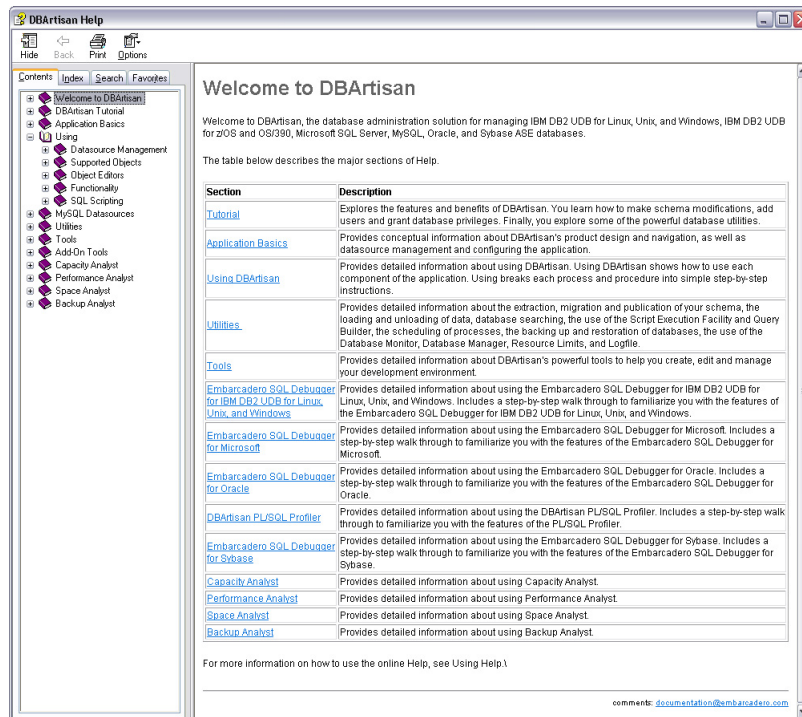 DBArtisan Help
Hide Back Print Options
Contents Index Search Favorites
Welcome to DBArtisan
DBArtisan Tutorial
Application Basics
Using
Datasource Management
Supported Objects
Object Editors
Functionality
SQL Scripting
MySQL Datasources
Utilities
Tools
Add-On Tools
Capacity Analyst
Performance Analyst
Space Analyst
Backup Analyst
Welcome to DBArtisan
Welcome to DBArtisan, the database administration solution for managing IBM DB2 UDB for Linux, Unix, and Windows, IBM DB2 UDB
for z/OS and OS/390, Microsoft SQL Server, MySQL, Oracle, and Sybase ASE databases.
The table below describes the major sections of Help.
Section Description
Tutorial Explores the features and benefits of DBArtisan. You learn how to make schema modifications, add
users and grant database privileges. Finally, you explore some of the powerful database utilities.
Application Basics Provides conceptual information about DBArtisan's product design and navigation, as well as
datasource management and configuring the application.
Using DBArtisan Provides detailed information about using DBArtisan. Using DBArtisan shows how to use each
component of the application. Using breaks each process and procedure into simple step-by-step
instructions.
Utilities Provides detailed information about the extraction, migration and publication of your schema, the
loading and unloading of data, database searching, the use of the Script Execution Facility and Query
Builder, the scheduling of processes, the backing up and restoration of databases, the use of the
Database Monitor, Database Manager, Resource Limits, and Logfile.
Tools Provides detailed information about DBArtisan's powerful tools to help you create, edit and manage
your development environment.
Embarcadero SQL Debugger Provides detailed information about using the Embarcadero SQL Debugger for IBM DB2 UDB for
for IBM DB2 UDB for Linux, Linux, Unix, and Windows. Includes a step-by-step walk through to familiarize you with the features of
Unix, and Windows the Embarcadero SQL Debugger for IBM DB2 UDB for Linux, Unix, and Windows.
Embarcadero SQL Debugger Provides detailed information about using the Embarcadero SQL Debugger for Microsoft. Includes a
for Microsoft step-by-step walk through to familiarize you with the features of the Embarcadero SQL Debugger for
Microsoft.
Embarcadero SQL Debugger Provides detailed information about using the Embarcadero SQL Debugger for Oracle. Includes a
for Oracle step-by-step walk through to familiarize you with the features of the Embarcadero SQL Debugger for
Oracle.
DBArtisan PL/SQL Profiler Provides detailed information about using the DBArtisan PL/SQL Profiler. Includes a step-by-step walk
through to familiarize you with the features of the PL/SQL Profiler.
Embarcadero SQL Debugger Provides detailed information about using the Embarcadero SQL Debugger for Sybase. Includes a
for Sybase step-by-step walk through to familiarize you with the features of the Embarcadero SQL Debugger for
Sybase.
Capacity Analyst Provides detailed information about using Capacity Analyst.
Performance Analyst Provides detailed information about using Performance Analyst.
Space Analyst Provides detailed information about using Space Analyst.
Backup Analyst Provides detailed information about using Backup Analyst.
For more information on how to use the online Help, see Using Help.\
comments: documentation@embarcadero.com